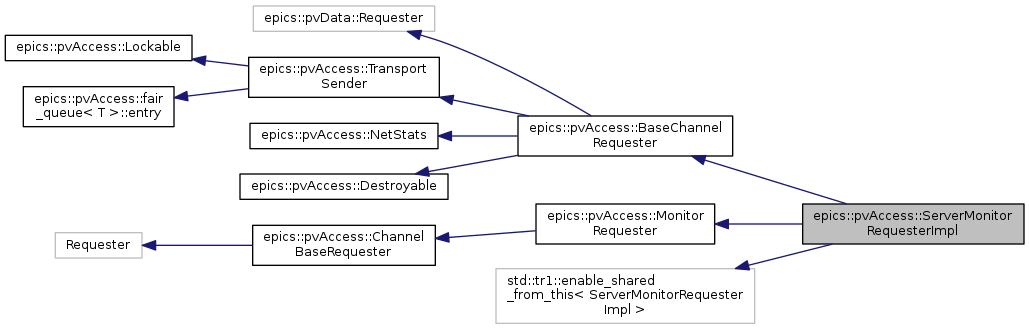 epics::pvData::Requester
epics::pvAccess::Lockable
epics::pvAccess::Transport
Sender
epics::pvAccess::fair
_queue< T >::entry
epics::pvAccess::NetStats
epics::pvAccess::BaseChannel
Requester
epics::pvAccess::Destroyable
epics::pvAccess::ServerMonitor
RequesterImpl
epics::pvAccess::Monitor
Requester
Requester
epics::pvAccess::Channel
BaseRequester
std::tr1::enable_shared
_from_this< ServerMonitorRequester
Impl >